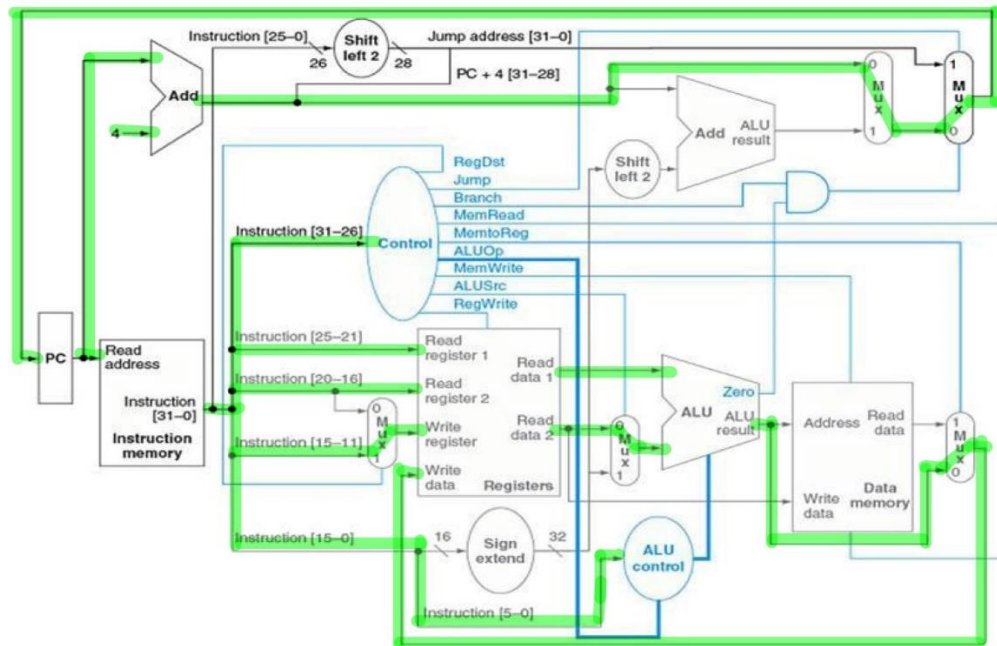 Instruction [25–0]
Shift
left 2
Jump address [31–0]
26
28
PC + 4 [31–28]
Add
4
0
M
u
x
1
1
M
u
x
0
Add
ALU
result
Shift
left 2
RegDst
Jump
Branch
MemRead
MemtoReg
ALUOp
MemWrite
ALUSrc
RegWrite
Control
Instruction [31–26]
PC
Read
address
Instruction
[31–0]
Instruction
memory
Instruction [25–21]
Instruction [20–16]
Instruction [15–11]
Instruction [15–0]
Instruction [5–0]
0
M
u
x
1
Read
register 1
Read
register 2
Write
register
Write
data
Read
data 1
Read
data 2
Registers
0
M
u
x
1
Zero
ALU
ALU
result
Address
Read
data
Write
data
Data
memory
1
M
u
x
0
16
Sign
extend
32
ALU
control